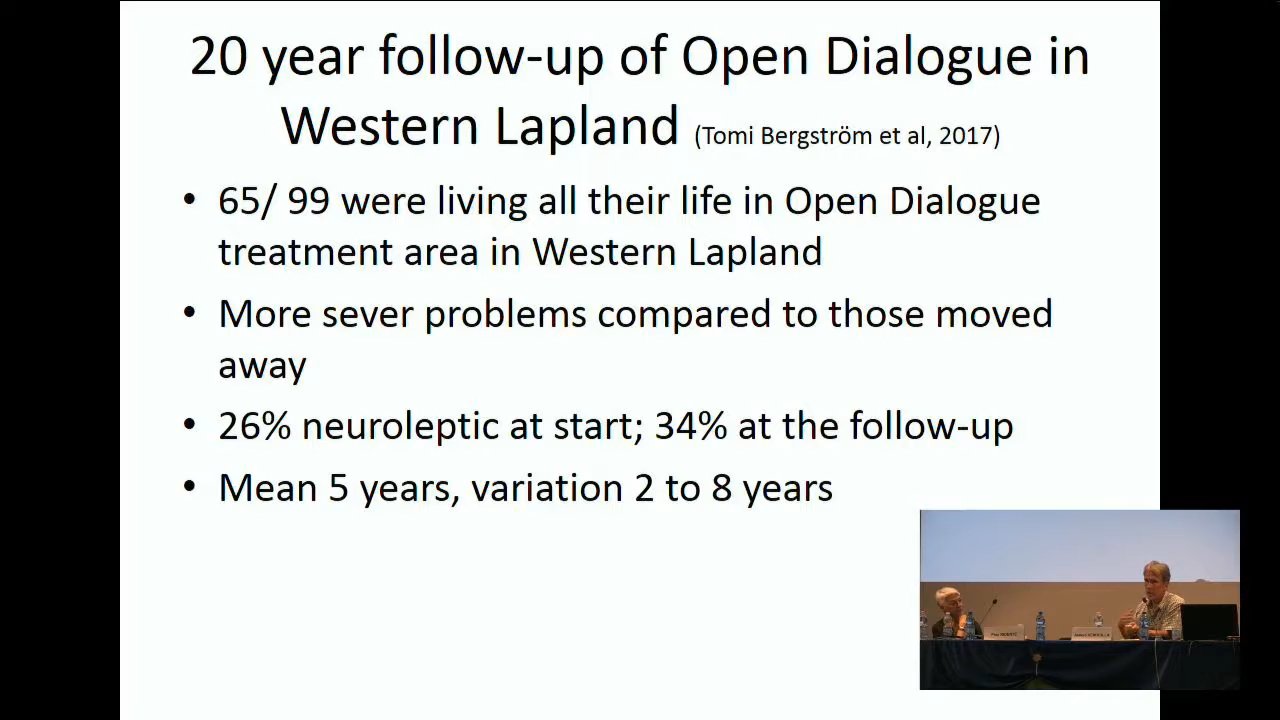 20 year follow-up of Open Dialogue in
Western Lapland (Tomi Bergström et al, 2017)
• 65/ 99 were living all their life in Open Dialogue
treatment area in Western Lapland
• More sever problems compared to those moved
away
• 26% neuroleptic at start; 34% at the follow-up
• Mean 5 years, variation 2 to 8 years